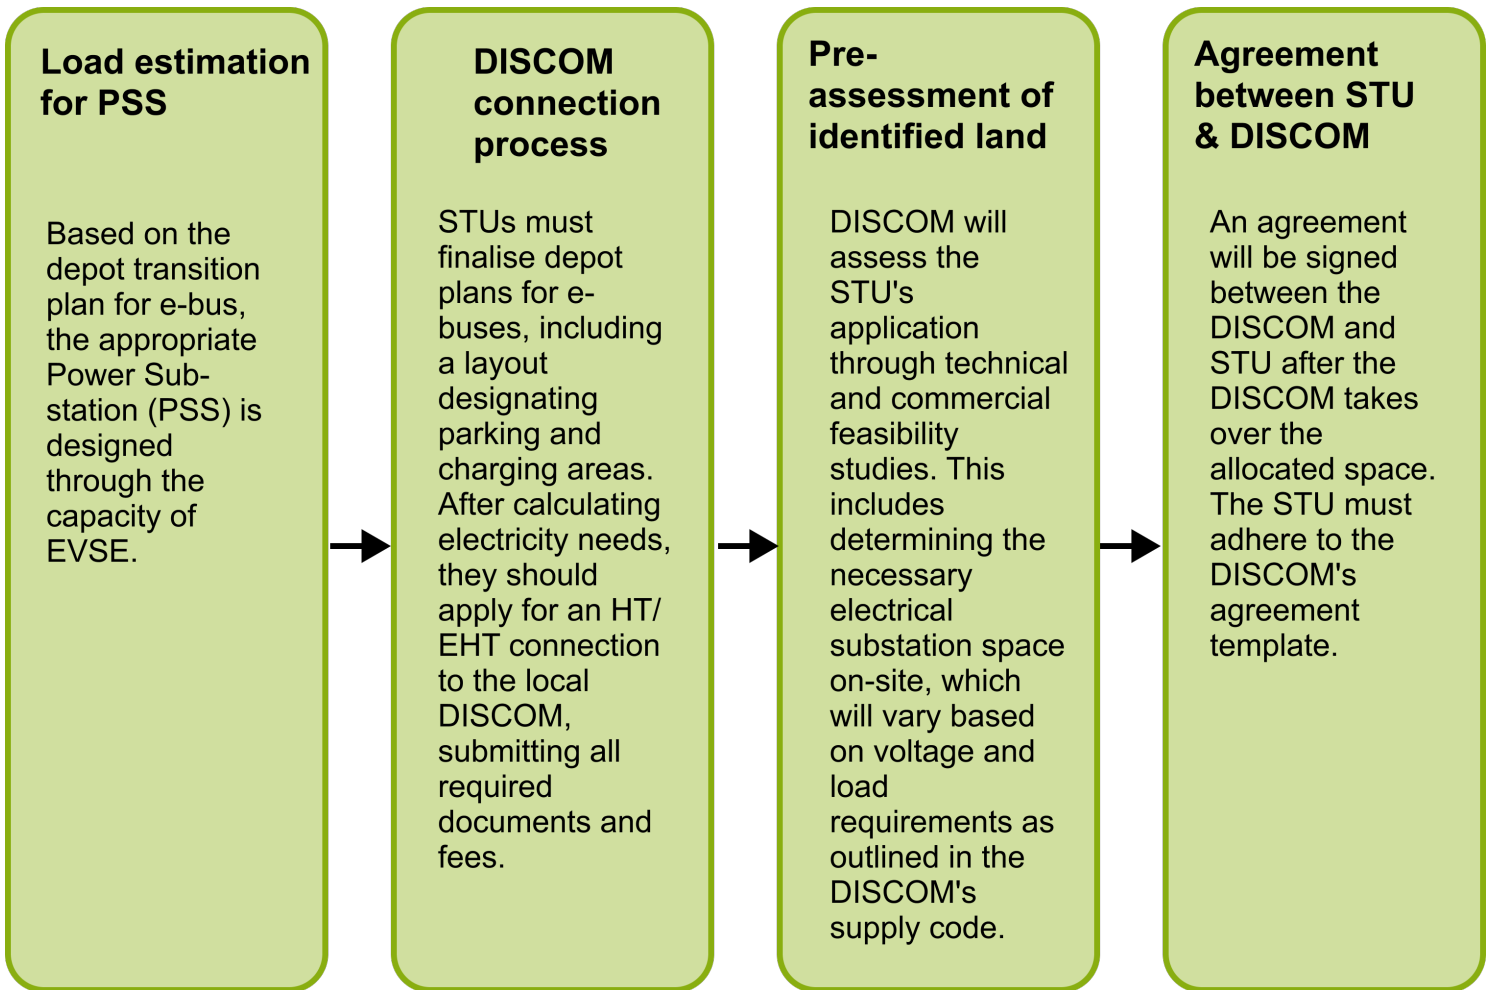 Load estimation
for PSS
Based on the
depot transition
plan for e-bus,
the appropriate
Power Sub-
station (PSS) is
designed
through the
capacity of
EVSE.
DISCOM
connection
process
STUs must
finalise depot
plans for e-
buses, including
a layout
designating
parking and
charging areas.
After calculating
electricity needs,
they should
apply for an HT/
EHT connection
to the local
DISCOM,
submitting all
required
documents and
fees.
Pre-
assessment of
identified land
DISCOM will
assess the
STU's
application
through technical
and commercial
feasibility
studies. This
includes
determining the
necessary
electrical
substation space
on-site, which
will vary based
on voltage and
load
requirements as
outlined in the
DISCOM's
supply code.
Agreement
between STU
& DISCOM
An agreement
will be signed
between the
DISCOM and
STU after the
DISCOM takes
over the
allocated space.
The STU must
adhere to the
DISCOM's
agreement
template.